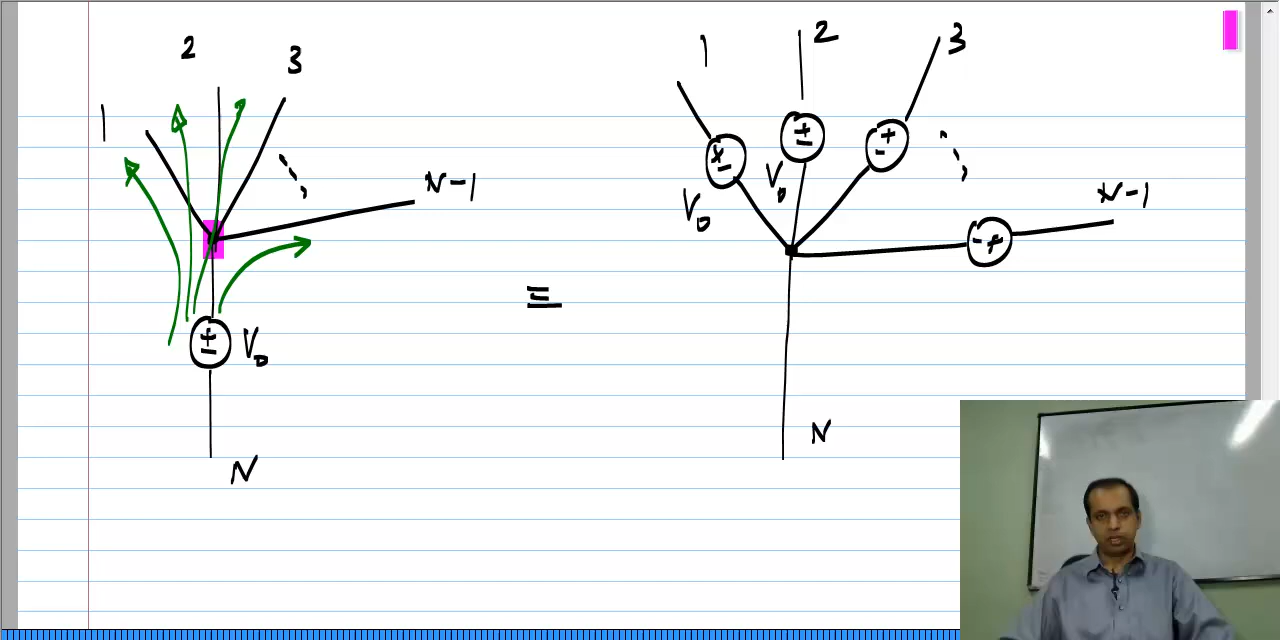 1
2
3
N-1
+
-
V0
N
=
1
2
3
N-1
+
-
V0
+
-
V0
+
-
- +
N